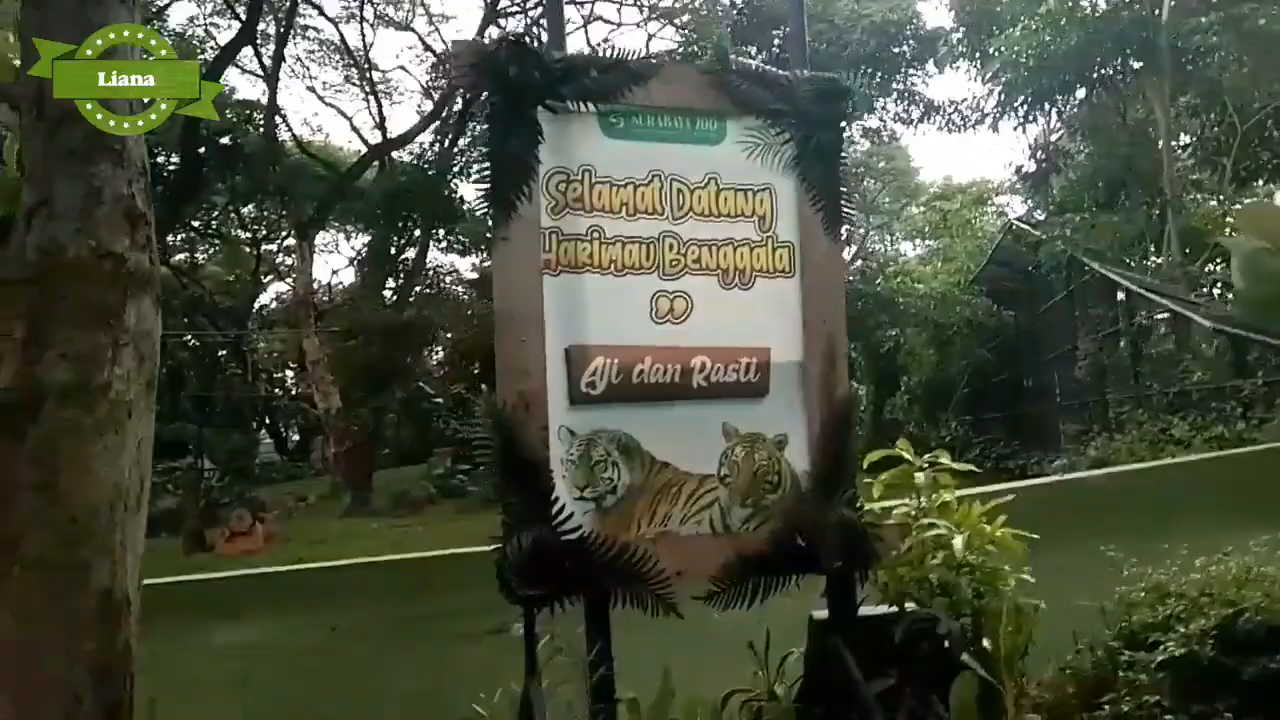 Liana
SURABAYA ZOO
Selamat Datang
Harimau Benggala
Aji dan Rasti